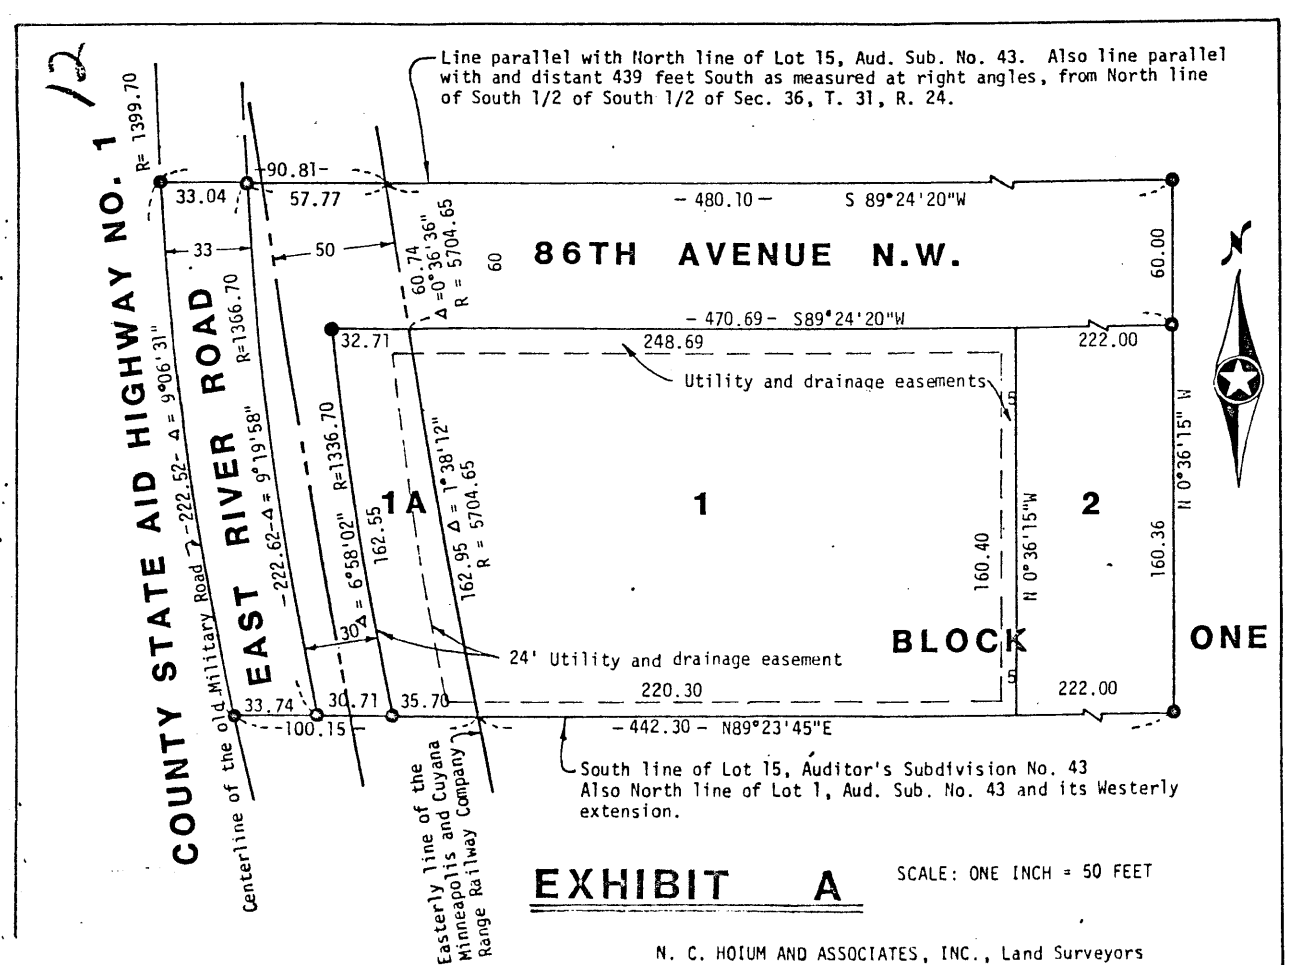 12
Line parallel with North line of Lot 15, Aud. Sub. No. 43. Also line parallel
with and distant 439 feet South as measured at right angles, from North line
of South 1/2 of South 1/2 of Sec. 36, T. 31, R. 24.
R= 1399.70
90.81
33.04
57.77
- 480.10 -
S 89°24'20"W
33
50
60.74
Δ =0°36'36"
R = 5704.65
60
86TH AVENUE N.W.
60.00
N
- 470.69 - S89°24'20"W
32.71
248.69
222.00
Utility and drainage easements
5
COUNTY STATE AID HIGHWAY NO. 1
-222.52- Δ = 9°06'31"
EAST RIVER ROAD
R=1366.70
-222.62-Δ = 9°19'58"
R=1336.70
Δ = 6°58'02"
162.55
1A
162.95 Δ = 1°38'12"
R = 5704.65
1
160.40
N 0°36'15"W
2
160.36
N 0°36'15" W
30
24' Utility and drainage easement
BLOCK ONE
5
33.74
30.71
35.70
220.30
222.00
-100.15-
- 442.30 - N89°23'45"E
Centerline of the old Military Road
Easterly line of the
Minneapolis and Cuyana
Range Railway Company
South line of Lot 15, Auditor's Subdivision No. 43
Also North line of Lot 1, Aud. Sub. No. 43 and its Westerly
extension.
EXHIBIT A
SCALE: ONE INCH = 50 FEET
N. C. HOIUM AND ASSOCIATES, INC., Land Surveyors